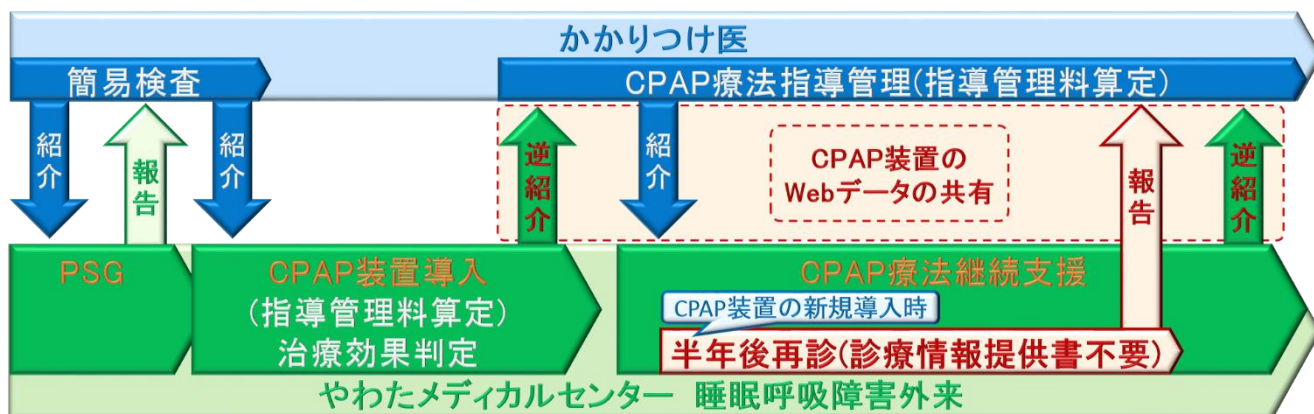 かかりつけ医
簡易検査
CPAP療法指導管理(指導管理料算定)
紹介
報告
紹介
逆紹介
紹介
CPAP装置の
Webデータの共有
報告
逆紹介
PSG
CPAP装置導入
(指導管理料算定)
治療効果判定
CPAP療法継続支援
CPAP装置の新規導入時
半年後再診(診療情報提供書不要)
やわたメディカルセンター 睡眠呼吸障害外来